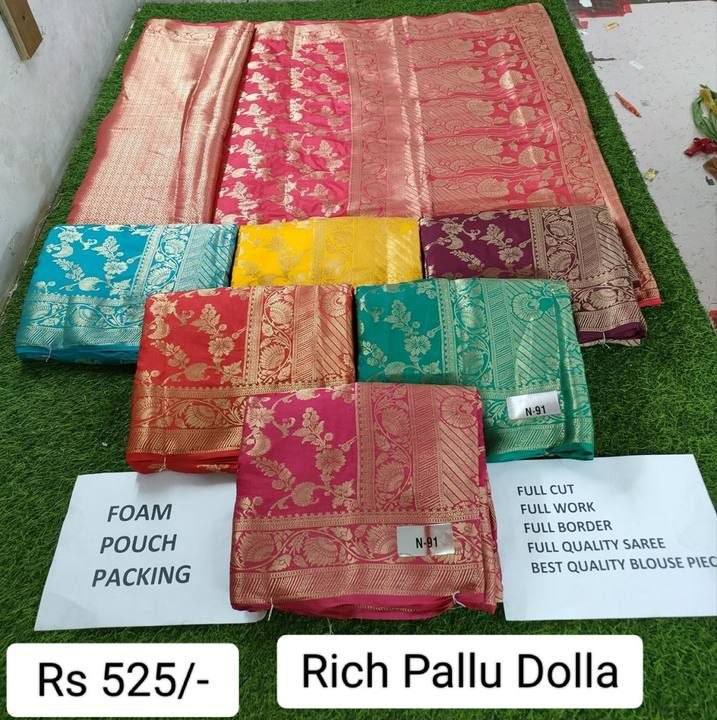 N-91
N-91
FOAM
POUCH
PACKING
FULL CUT
FULL WORK
FULL BORDER
FULL QUALITY SAREE
BEST QUALITY BLOUSE PIEC
Rs 525/-
Rich Pallu Dolla